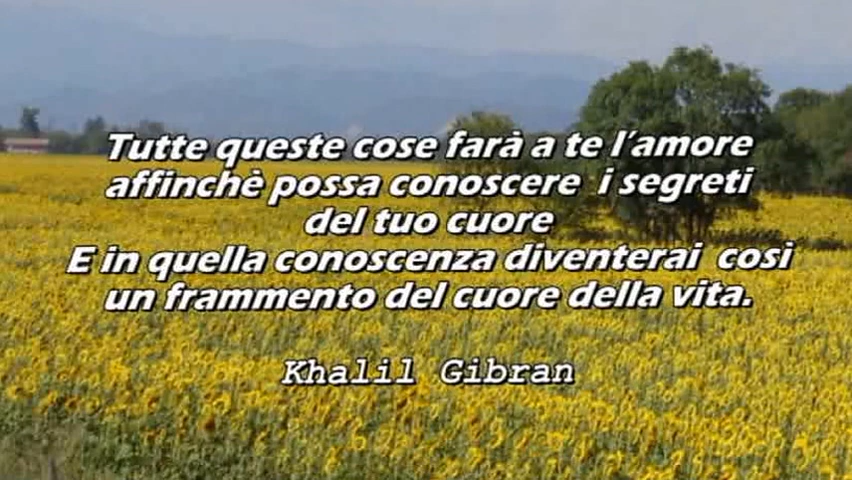 Tutte queste cose farà a te l'amore
affinchè possa conoscere i segreti
del tuo cuore
E in quella conoscenza diventerai così
un frammento del cuore della vita.
Khalil Gibran